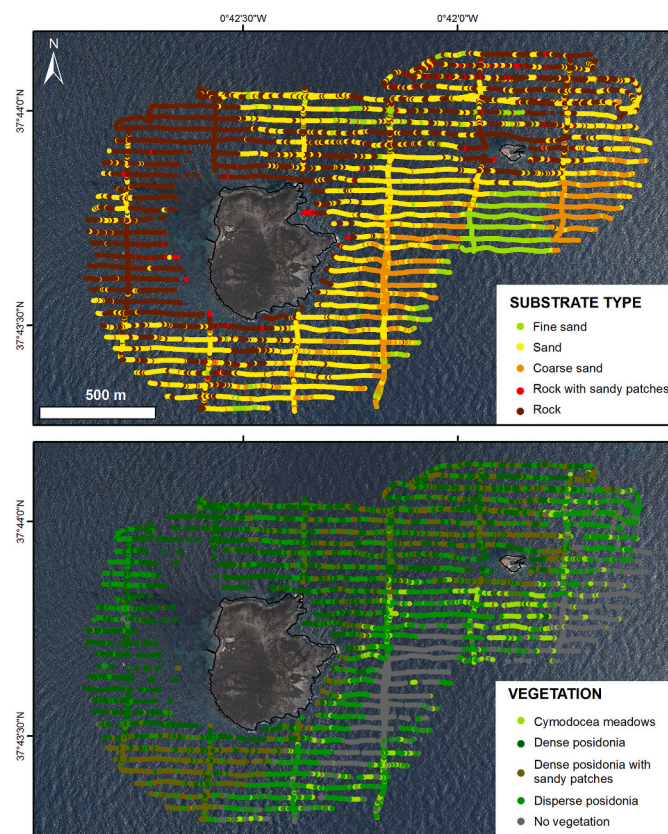 0°42'30"W
0°42'0"W
N
37°44'0"N
37°43'30"N
SUBSTRATE TYPE
Fine sand
Sand
Coarse sand
Rock with sandy patches
Rock
500 m
37°44'0"N
37°43'30"N
VEGETATION
Cymodocea meadows
Dense posidonia
Dense posidonia with
sandy patches
Disperse posidonia
No vegetation